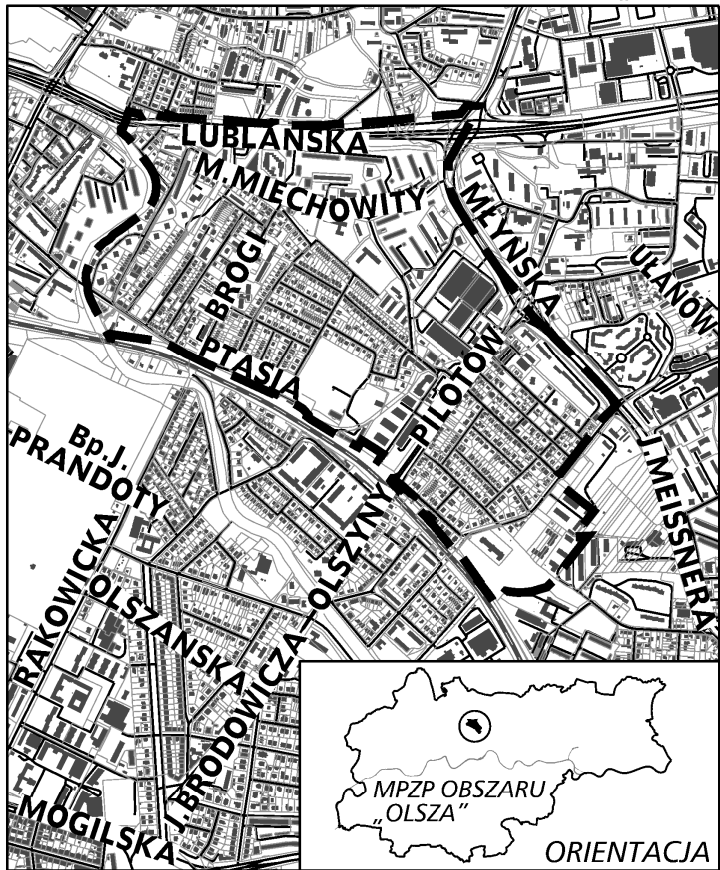 LUBLAŃSKA
M.MIECHOWITY
MŁYŃSKA
UŁANÓW
BROGI
PTASIA
PILOTÓW
Bp.J.
PRANDOTY
J.MEISSNERA
RAKOWICKA
OLSZAŃSKA
J.BRODOWICZA-OLSZYNY
MOGILSKA
MPZP OBSZARU
„OLSZA”
ORIENTACJA